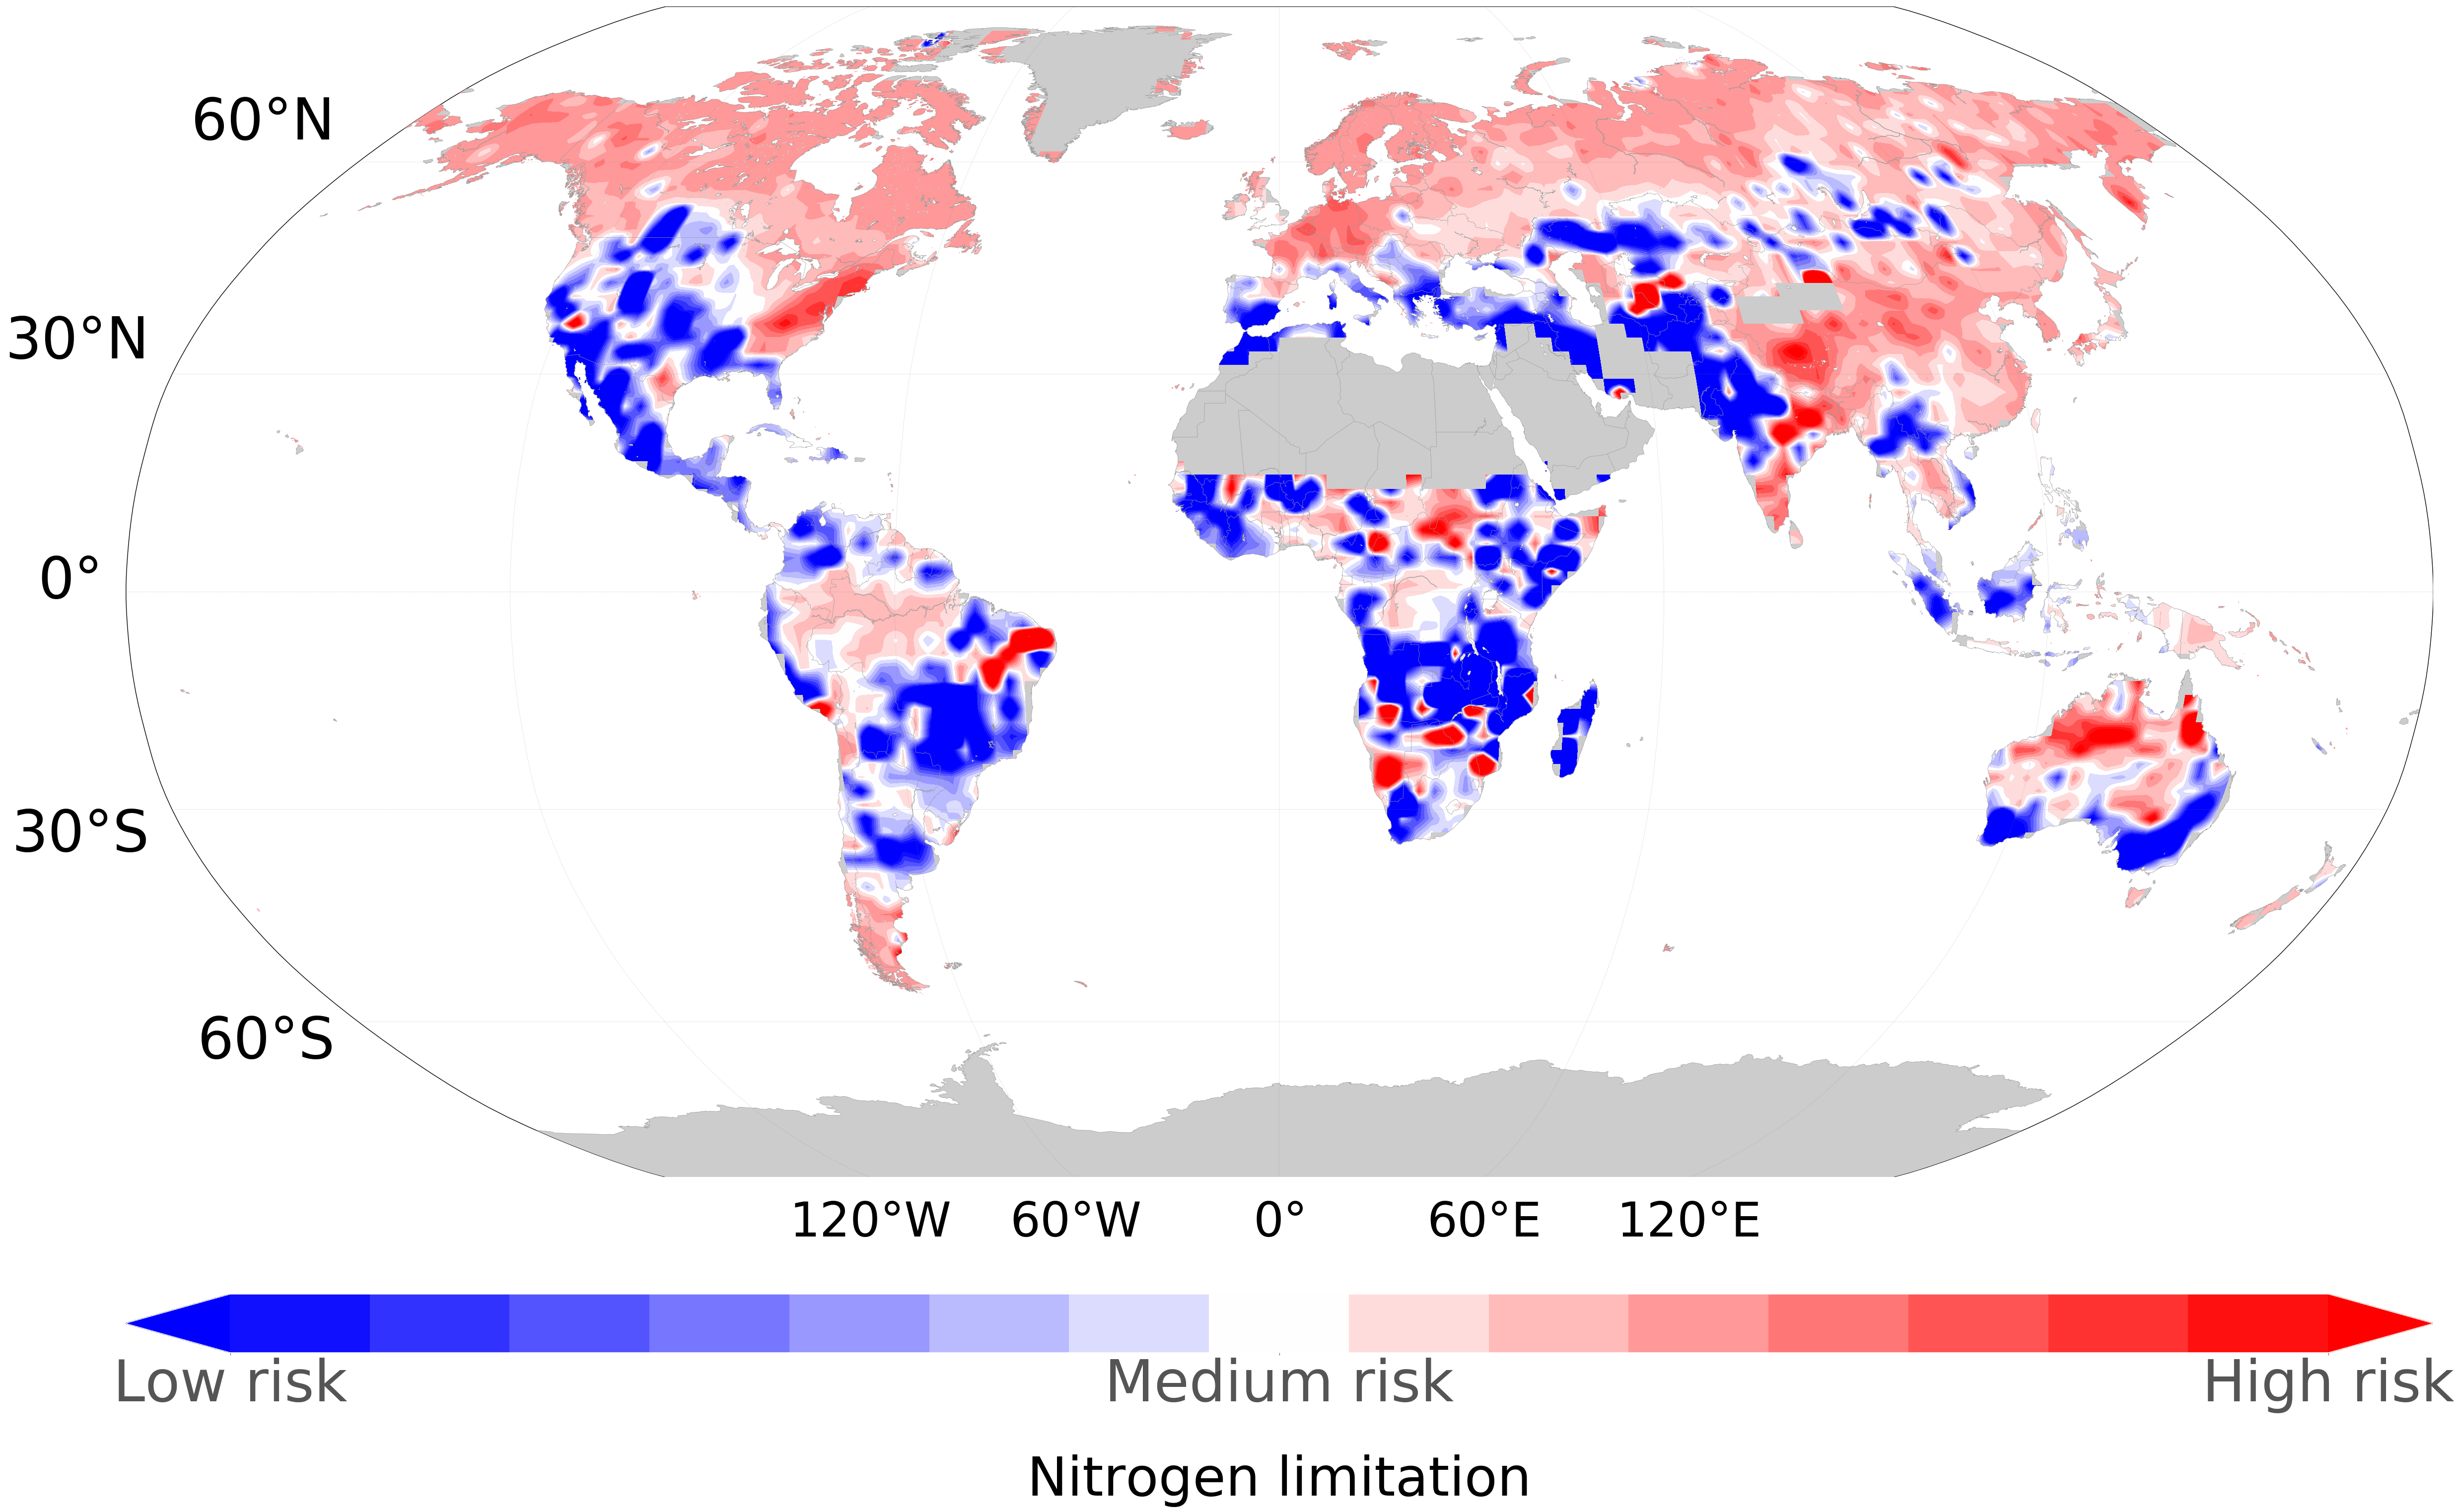 60°N
30°N
0°
30°S
60°S
120°W 60°W 0° 60°E 120°E
Low risk Medium risk High risk
Nitrogen limitation